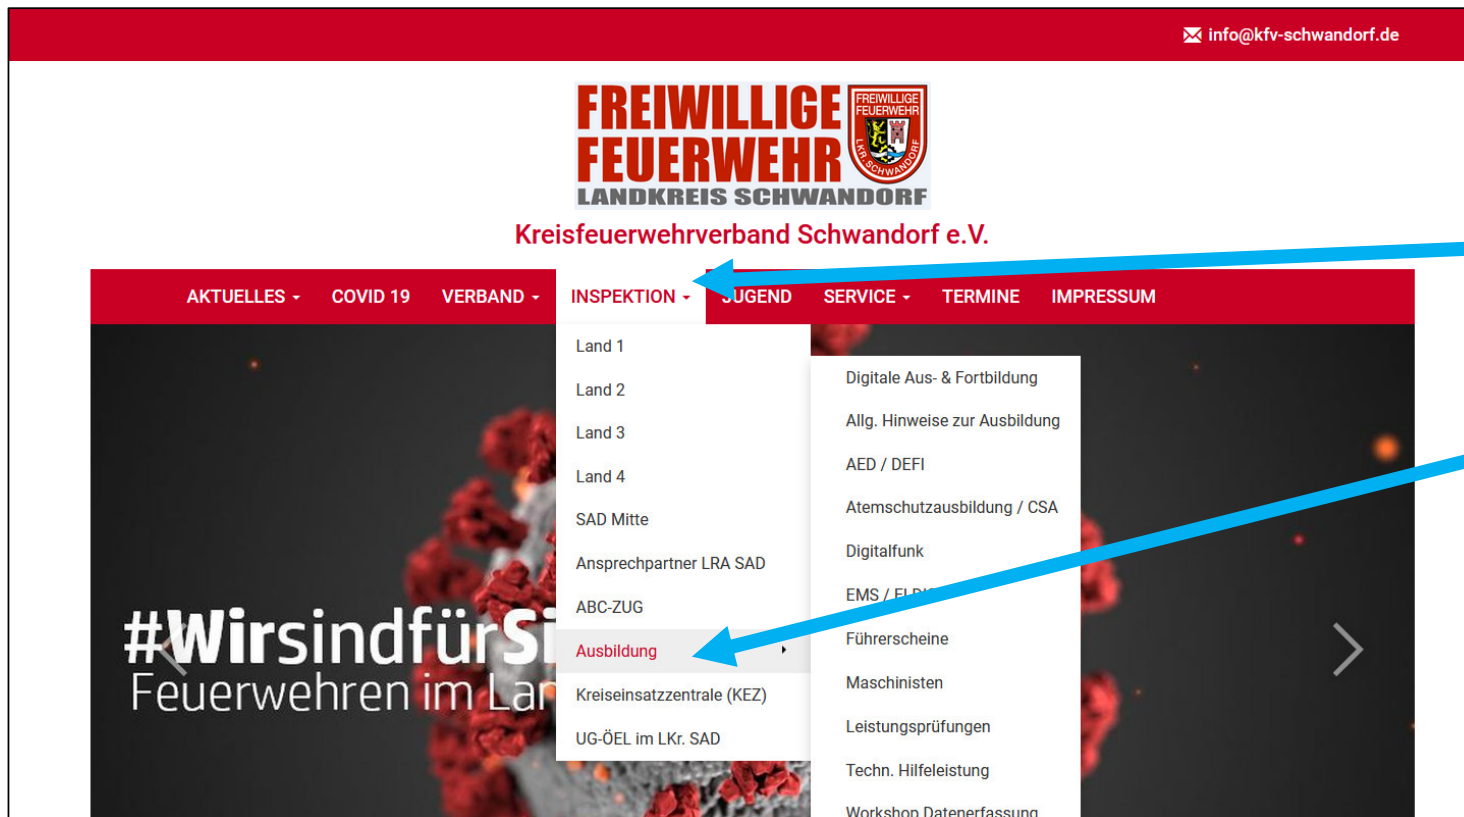 info@kfv-schwandorf.de
FREIWILLIGE
FEUERWEHR
LANDKREIS SCHWANDORF
FREIWILLIGE
FEUERWEHR
LKR. SCHWANDORF
Kreisfeuerwehrverband Schwandorf e.V.
AKTUELLES COVID 19 VERBAND INSPEKTION JUGEND SERVICE TERMINE IMPRESSUM
Land 1
Land 2
Land 3
Land 4
SAD Mitte
Ansprechpartner LRA SAD
ABC-ZUG
Ausbildung
Kreiseinsatzzentrale (KEZ)
UG-ÖEL im LKr. SAD
Digitale Aus- & Fortbildung
Allg. Hinweise zur Ausbildung
AED / DEFI
Atemschutzausbildung / CSA
Digitalfunk
EMS /
Führerscheine
Maschinisten
Leistungsprüfungen
Techn. Hilfeleistung
Workshop Datenerfassung
#WirsindfürSi
Feuerwehren im Lan